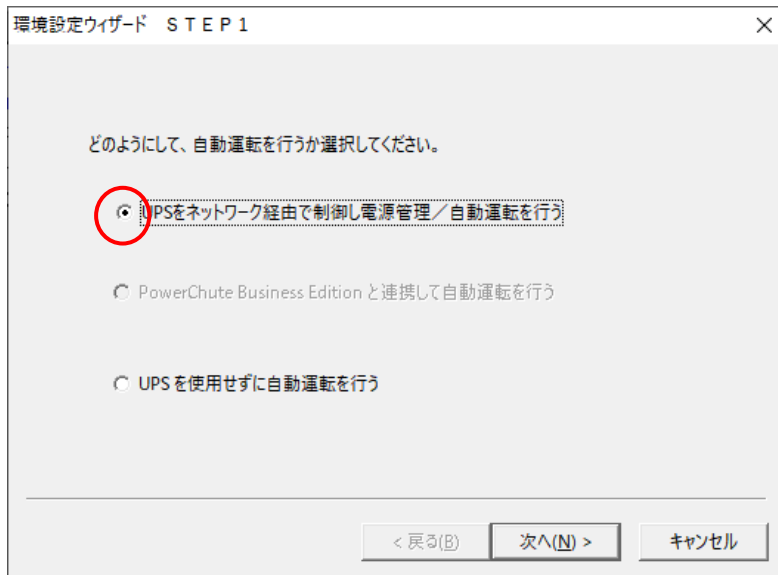 環境設定ウィザード　ＳＴＥＰ１
どのようにして、自動運転を行うか選択してください。
UPSをネットワーク経由で制御し電源管理／自動運転を行う
PowerChute Business Edition と連携して自動運転を行う
UPS を使用せずに自動運転を行う
< 戻る(B)
次へ(N) >
キャンセル